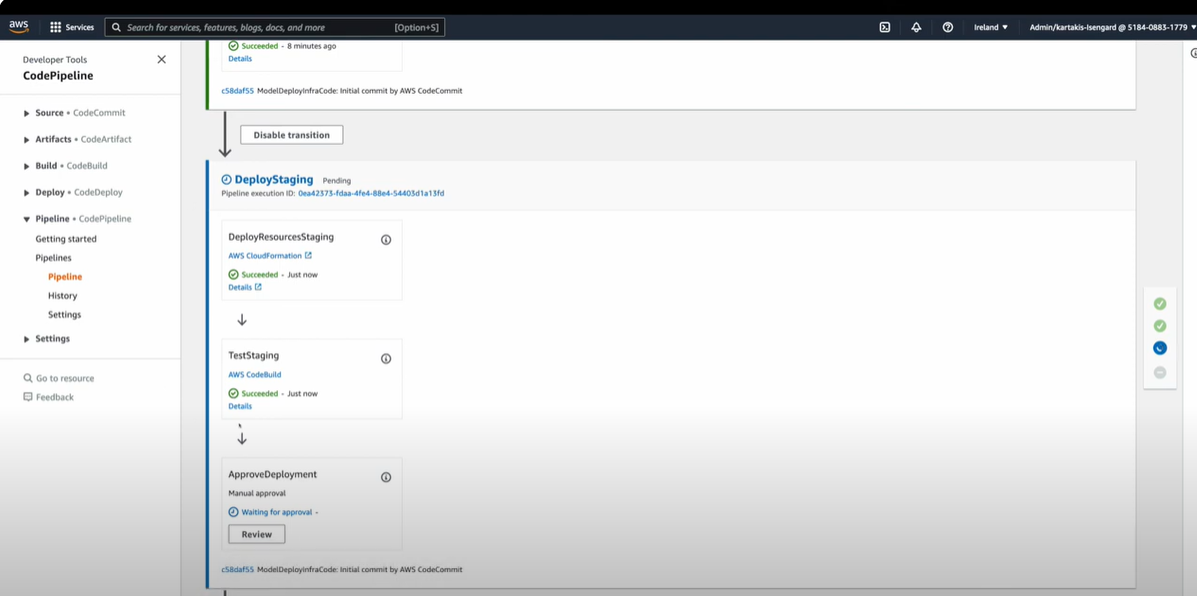 aws
Services
Search for services, features, blogs, docs, and more
[Option+S]
Ireland
Admin/kartakis-Isengard @ 5184-0883-1779
Developer Tools
CodePipeline
Source • CodeCommit
Artifacts • CodeArtifact
Build • CodeBuild
Deploy • CodeDeploy
Pipeline • CodePipeline
Getting started
Pipelines
Pipeline
History
Settings
Settings
Go to resource
Feedback
Succeeded - 8 minutes ago
Details
c58daf55 ModelDeployInfraCode: Initial commit by AWS CodeCommit
Disable transition
DeployStaging Pending
Pipeline execution ID: 0ea42373-fdaa-4fe4-88e4-54403d1a13fd
DeployResourcesStaging
AWS CloudFormation
Succeeded - Just now
Details
TestStaging
AWS CodeBuild
Succeeded - Just now
Details
ApproveDeployment
Manual approval
Waiting for approval -
Review
c58daf55 ModelDeployInfraCode: Initial commit by AWS CodeCommit